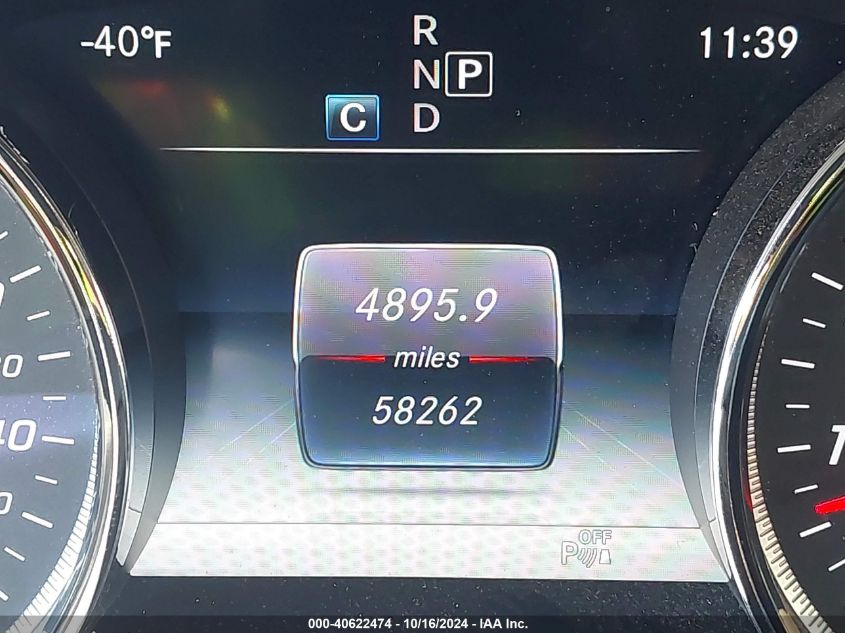 -40°F
R
11:39
N P
C D
4895.9
miles
58262
OFF
P
000-40622474 - 10/16/2024 - IAA Inc.